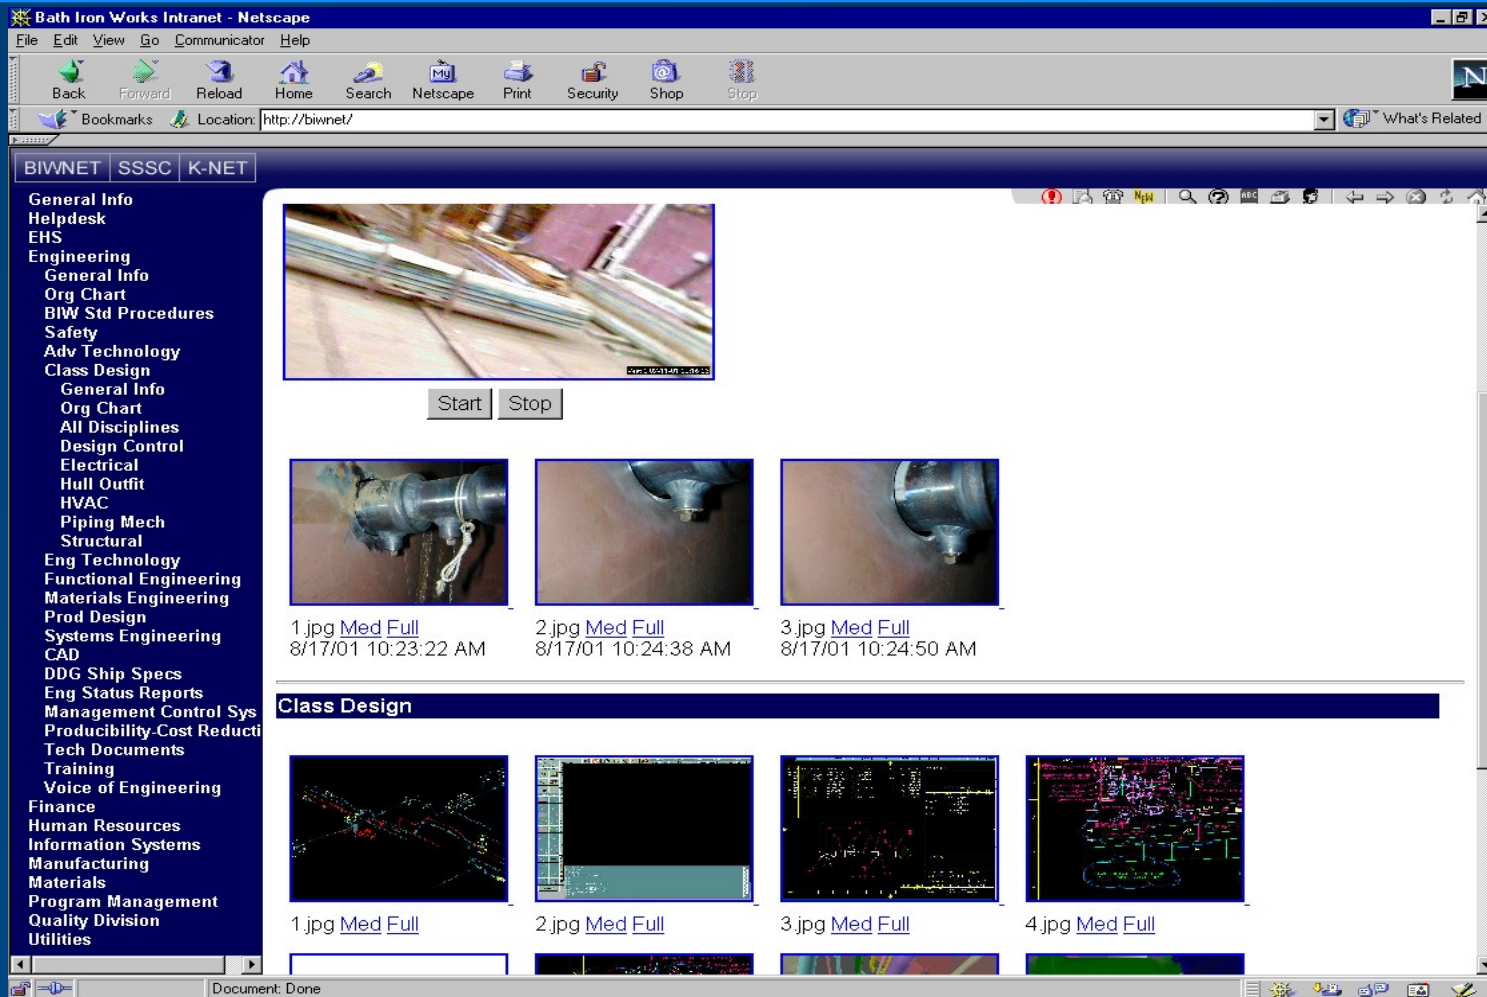 Bath Iron Works Intranet - Netscape
File Edit View Go Communicator Help
Back Forward Reload Home Search Netscape Print Security Shop Stop
Bookmarks Location: http://biwnet/ What's Related
BIWNET SSSC K-NET
General Info
Helpdesk
EHS
Engineering
General Info
Org Chart
BIW Std Procedures
Safety
Adv Technology
Class Design
General Info
Org Chart
All Disciplines
Design Control
Electrical
Hull Outfit
HVAC
Piping Mech
Structural
Eng Technology
Functional Engineering
Materials Engineering
Prod Design
Systems Engineering
CAD
DDG Ship Specs
Eng Status Reports
Management Control Sys
Producibility-Cost Reducti
Tech Documents
Training
Voice of Engineering
Finance
Human Resources
Information Systems
Manufacturing
Materials
Program Management
Quality Division
Utilities
NEW
ABC
Start Stop
1.jpg Med Full
8/17/01 10:23:22 AM
2.jpg Med Full
8/17/01 10:24:38 AM
3.jpg Med Full
8/17/01 10:24:50 AM
Class Design
1.jpg Med Full
2.jpg Med Full
3.jpg Med Full
4.jpg Med Full
Document: Done